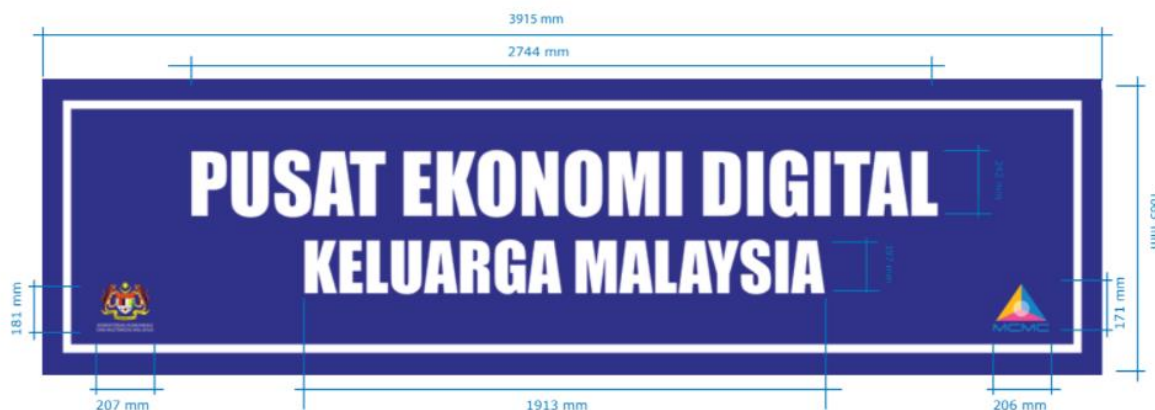 3915 mm
2744 mm
PUSAT EKONOMI DIGITAL
KELUARGA MALAYSIA
181 mm
MCMC
171 mm
207 mm
1913 mm
206 mm